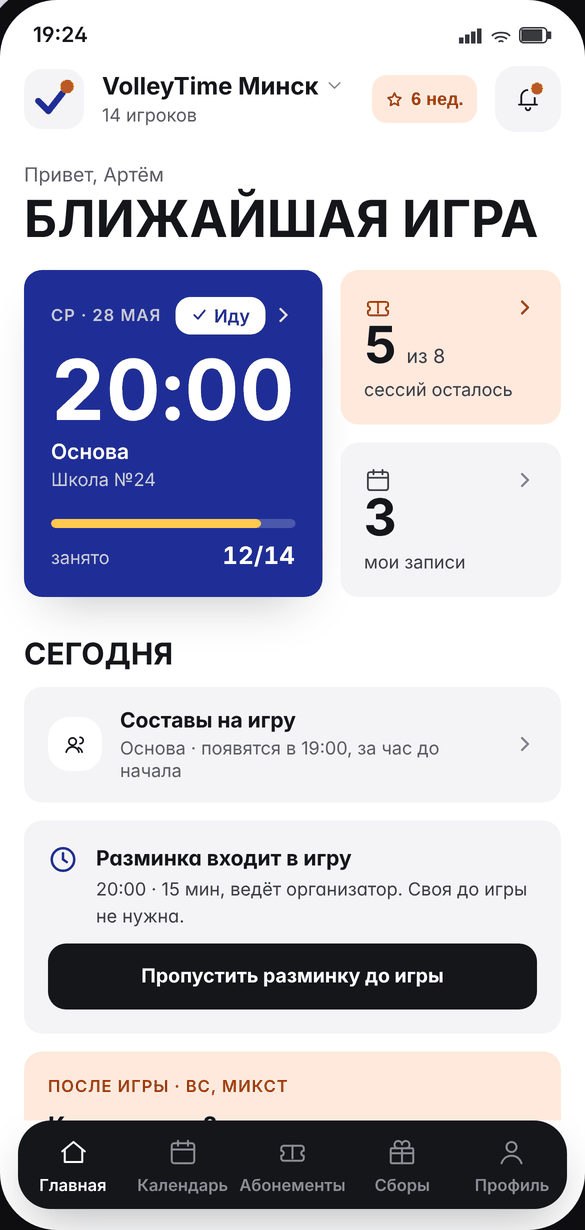 19:24
VolleyTime Минск
14 игроков
6 нед.
Привет, Артём
БЛИЖАЙШАЯ ИГРА
СР · 28 МАЯ
Иду
20:00
Основа
Школа №24
занято
12/14
5 из 8
сессий осталось
3
мои записи
СЕГОДНЯ
Составы на игру
Основа · появятся в 19:00, за час до
начала
Разминка входит в игру
20:00 · 15 мин, ведёт организатор. Своя до игры
не нужна.
Пропустить разминку до игры
ПОСЛЕ ИГРЫ · ВС, МИКСТ
Главная
Календарь
Абонементы
Сборы
Профиль